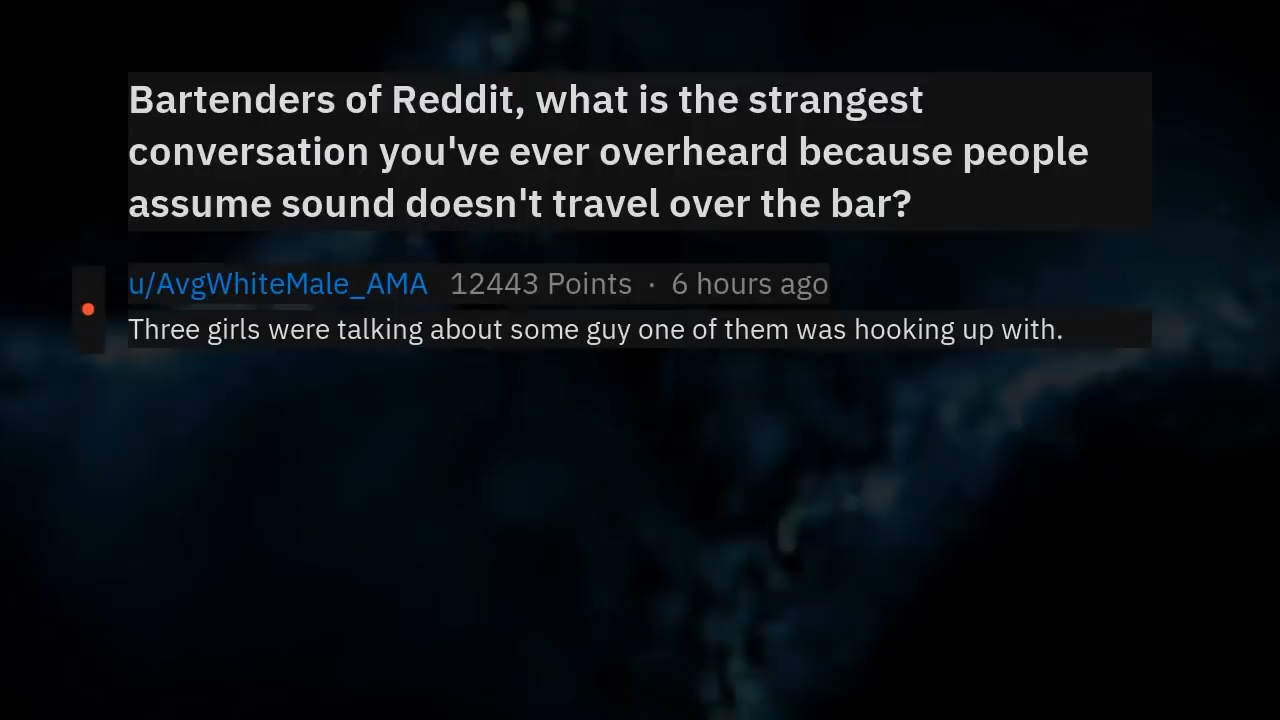 Bartenders of Reddit, what is the strangest
conversation you've ever overheard because people
assume sound doesn't travel over the bar?
u/AvgWhiteMale_AMA 12443 Points · 6 hours ago
Three girls were talking about some guy one of them was hooking up with.